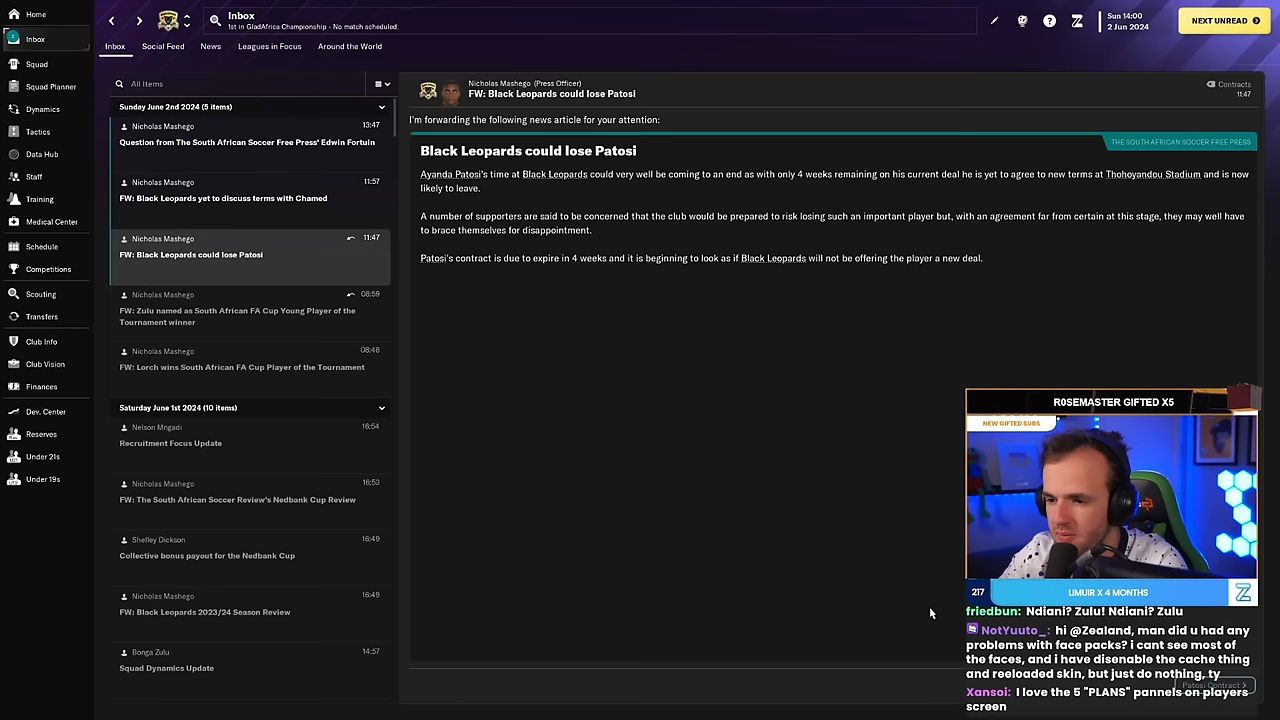 Home
Inbox
Squad
Squad Planner
Dynamics
Tactics
Data Hub
Staff
Training
Medical Center
Schedule
Competitions
Scouting
Transfers
Club Info
Club Vision
Finances
Dev. Center
Reserves
Under 21s
Under 19s
Inbox
1st in GladAfrica Championship - No match scheduled.
Sun 14:00
2 Jun 2024
NEXT UNREAD
Inbox Social Feed News Leagues in Focus Around the World
All Items
Sunday June 2nd 2024 (5 items)
Nicholas Mashego 13:47
Question from The South African Soccer Free Press' Edwin Fortuin
Nicholas Mashego 11:57
FW: Black Leopards yet to discuss terms with Chamed
Nicholas Mashego 11:47
FW: Black Leopards could lose Patosi
Nicholas Mashego 08:59
FW: Zulu named as South African FA Cup Young Player of the
Tournament winner
Nicholas Mashego 08:48
FW: Lorch wins South African FA Cup Player of the Tournament
Saturday June 1st 2024 (10 items)
Nelson Mngadi 16:54
Recruitment Focus Update
Nicholas Mashego 16:53
FW: The South African Soccer Review's Nedbank Cup Review
Shelley Dickson 16:49
Collective bonus payout for the Nedbank Cup
Nicholas Mashego 16:49
FW: Black Leopards 2023/24 Season Review
Bonga Zulu 14:57
Squad Dynamics Update
Nicholas Mashego (Press Officer)
FW: Black Leopards could lose Patosi
Contracts
11:47
I'm forwarding the following news article for your attention:
THE SOUTH AFRICAN SOCCER FREE PRESS
Black Leopards could lose Patosi
Ayanda Patosi's time at Black Leopards could very well be coming to an end as with only 4 weeks remaining on his current deal he is yet to agree to new terms at Thohoyandou Stadium and is now
likely to leave.
A number of supporters are said to be concerned that the club would be prepared to risk losing such an important player but, with an agreement far from certain at this stage, they may well have
to brace themselves for disappointment.
Patosi's contract is due to expire in 4 weeks and it is beginning to look as if Black Leopards will not be offering the player a new deal.
R0SEMASTER GIFTED X5
NEW GIFTED SUBS
217 LIMUIR X 4 MONTHS
friedbun: Ndiani? Zulu! Ndiani? Zulu
NotYuuto_: hi @Zealand, man did u had any
problems with face packs? i cant see most of
the faces, and i have disenable the cache thing
and reeloaded skin, but just do nothing, ty
Patosi Contract >
Xansoi: I love the 5 "PLANS" pannels on players
screen